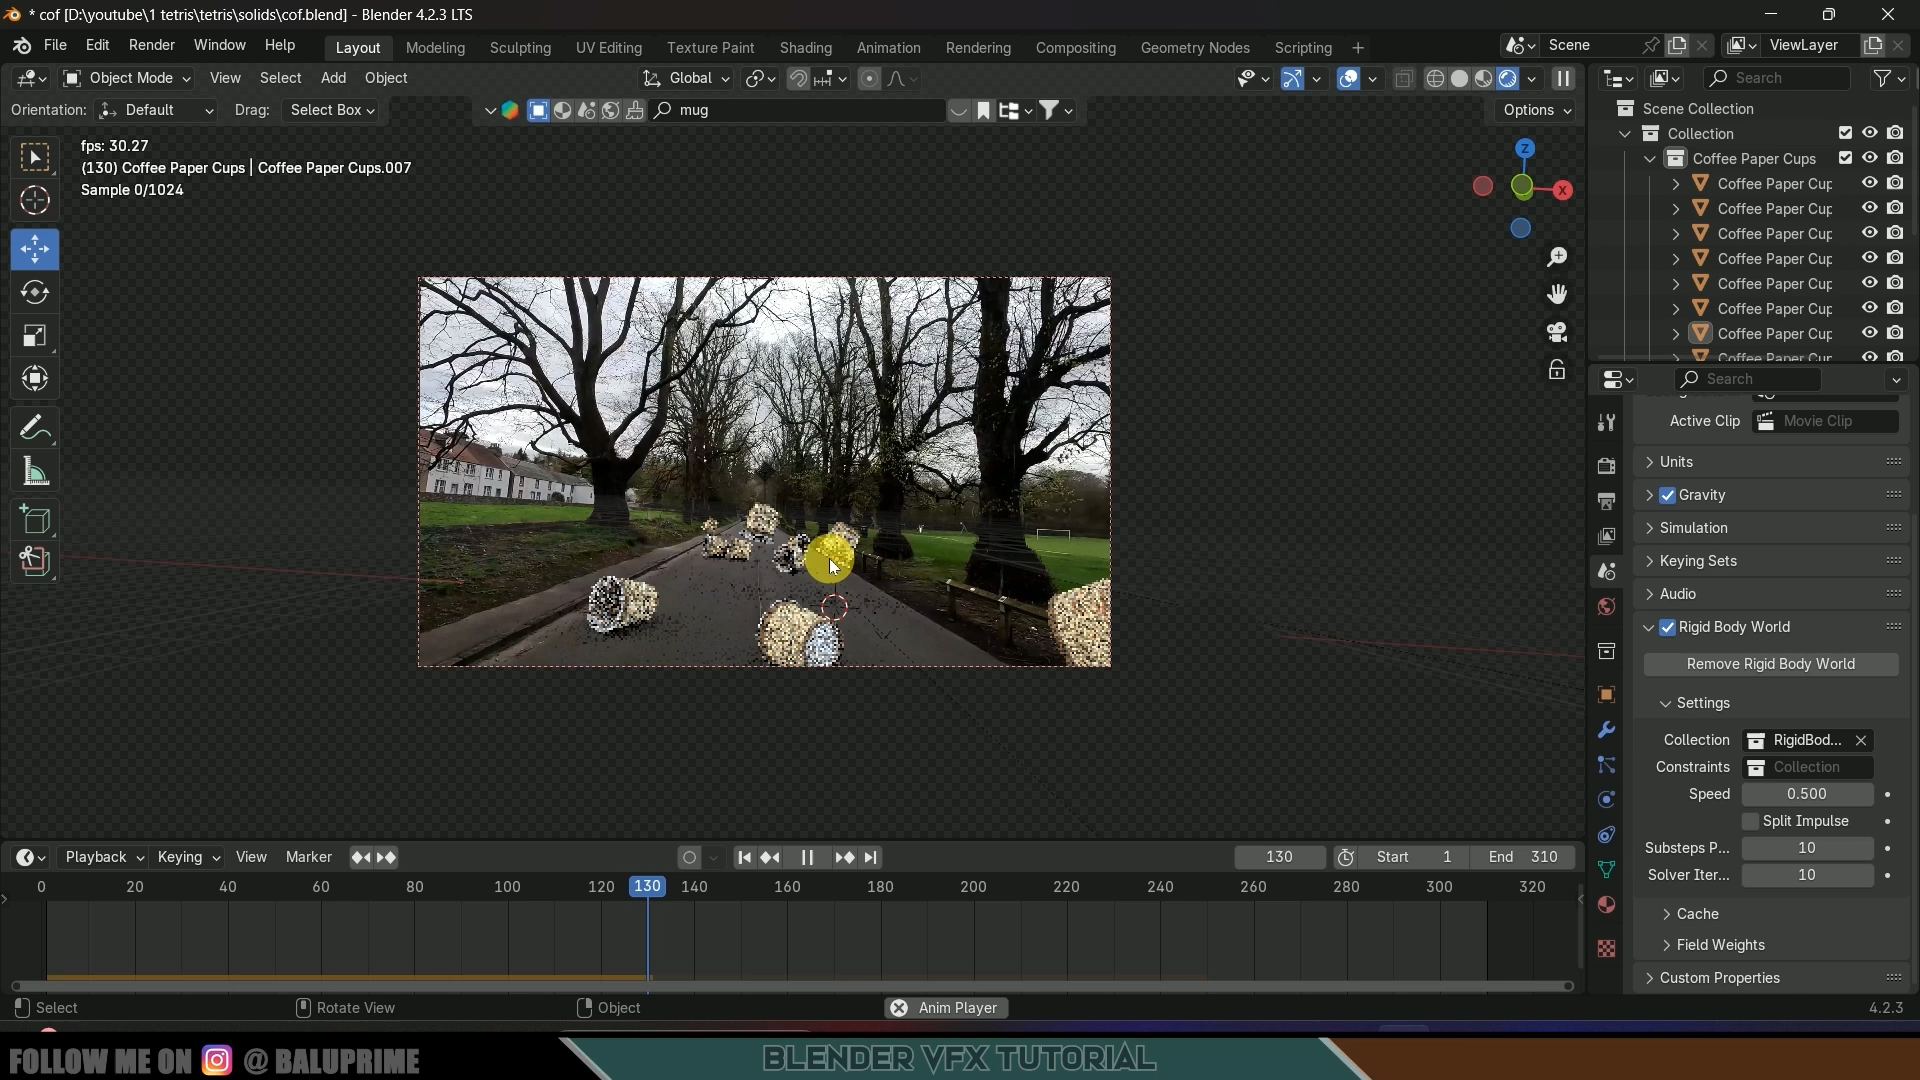 * cof [D:\youtube\1 tetris\tetris\solids\cof.blend] - Blender 4.2.3 LTS
File Edit Render Window Help Layout Modeling Sculpting UV Editing Texture Paint Shading Animation Rendering Compositing Geometry Nodes Scripting + Scene ViewLayer
Object Mode View Select Add Object Global Search
Orientation: Default Drag: Select Box mug Options
Scene Collection
Collection
Coffee Paper Cups
Coffee Paper Cup
Coffee Paper Cup
Coffee Paper Cup
Coffee Paper Cup
Coffee Paper Cup
Coffee Paper Cup
Coffee Paper Cup
Coffee Paper Cup
fps: 30.27
(130) Coffee Paper Cups | Coffee Paper Cups.007
Sample 0/1024
Z
X
Search
Active Clip Movie Clip
Units
Gravity
Simulation
Keying Sets
Audio
Rigid Body World
Remove Rigid Body World
Settings
Collection RigidBod...
Constraints Collection
Speed 0.500
Split Impulse
Substeps P... 10
Solver Iter... 10
Cache
Field Weights
Custom Properties
Playback Keying View Marker 130 Start 1 End 310
0 20 40 60 80 100 120 130 140 160 180 200 220 240 260 280 300 320
Select Rotate View Object Anim Player 4.2.3
FOLLOW ME ON @ BALUPRIME BLENDER VFX TUTORIAL